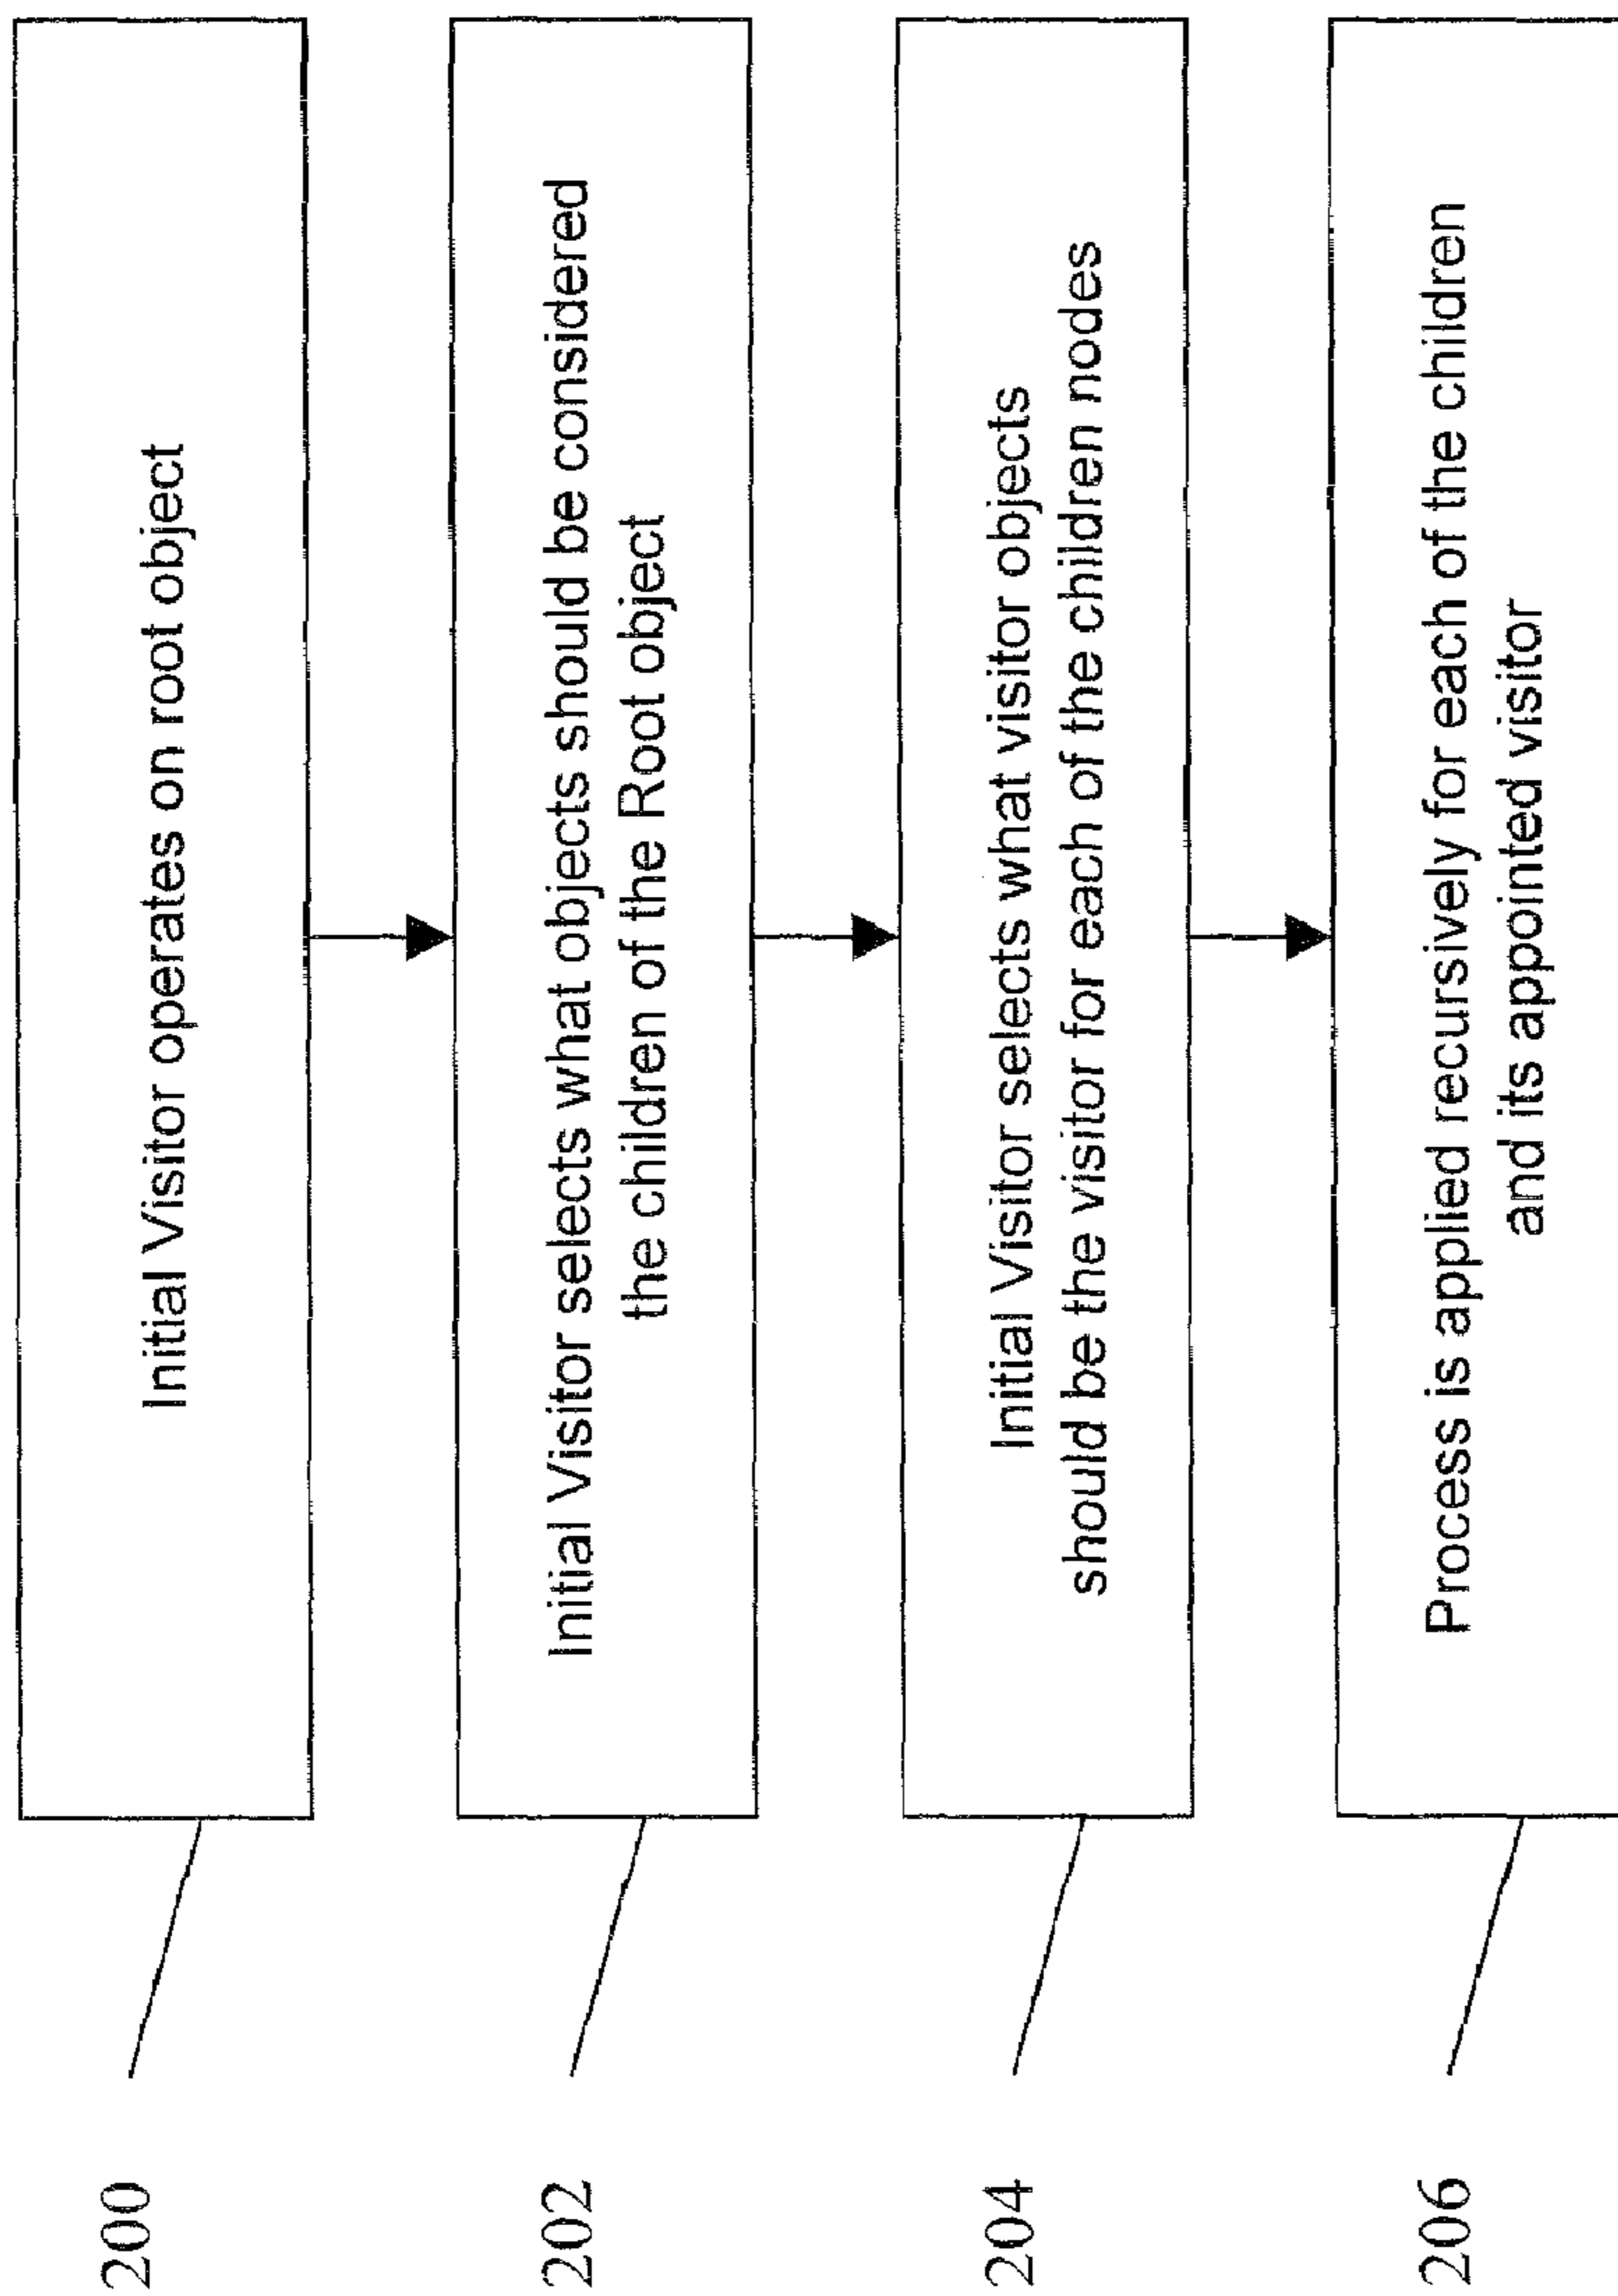 200
Initial Visitor operates on root object
202
Initial Visitor selects what objects should be considered
the children of the Root object
204
Initial Visitor selects what visitor objects
should be the visitor for each of the children nodes
206
Process is applied recursively for each of the children
and its appointed visitor